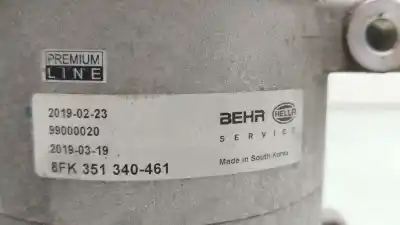 PREMIUM
LINE
2019-02-23
99000020
2019-03-19
8FK 351 340-461
BEHR HELLA
SERVICE
Made in South-Korea